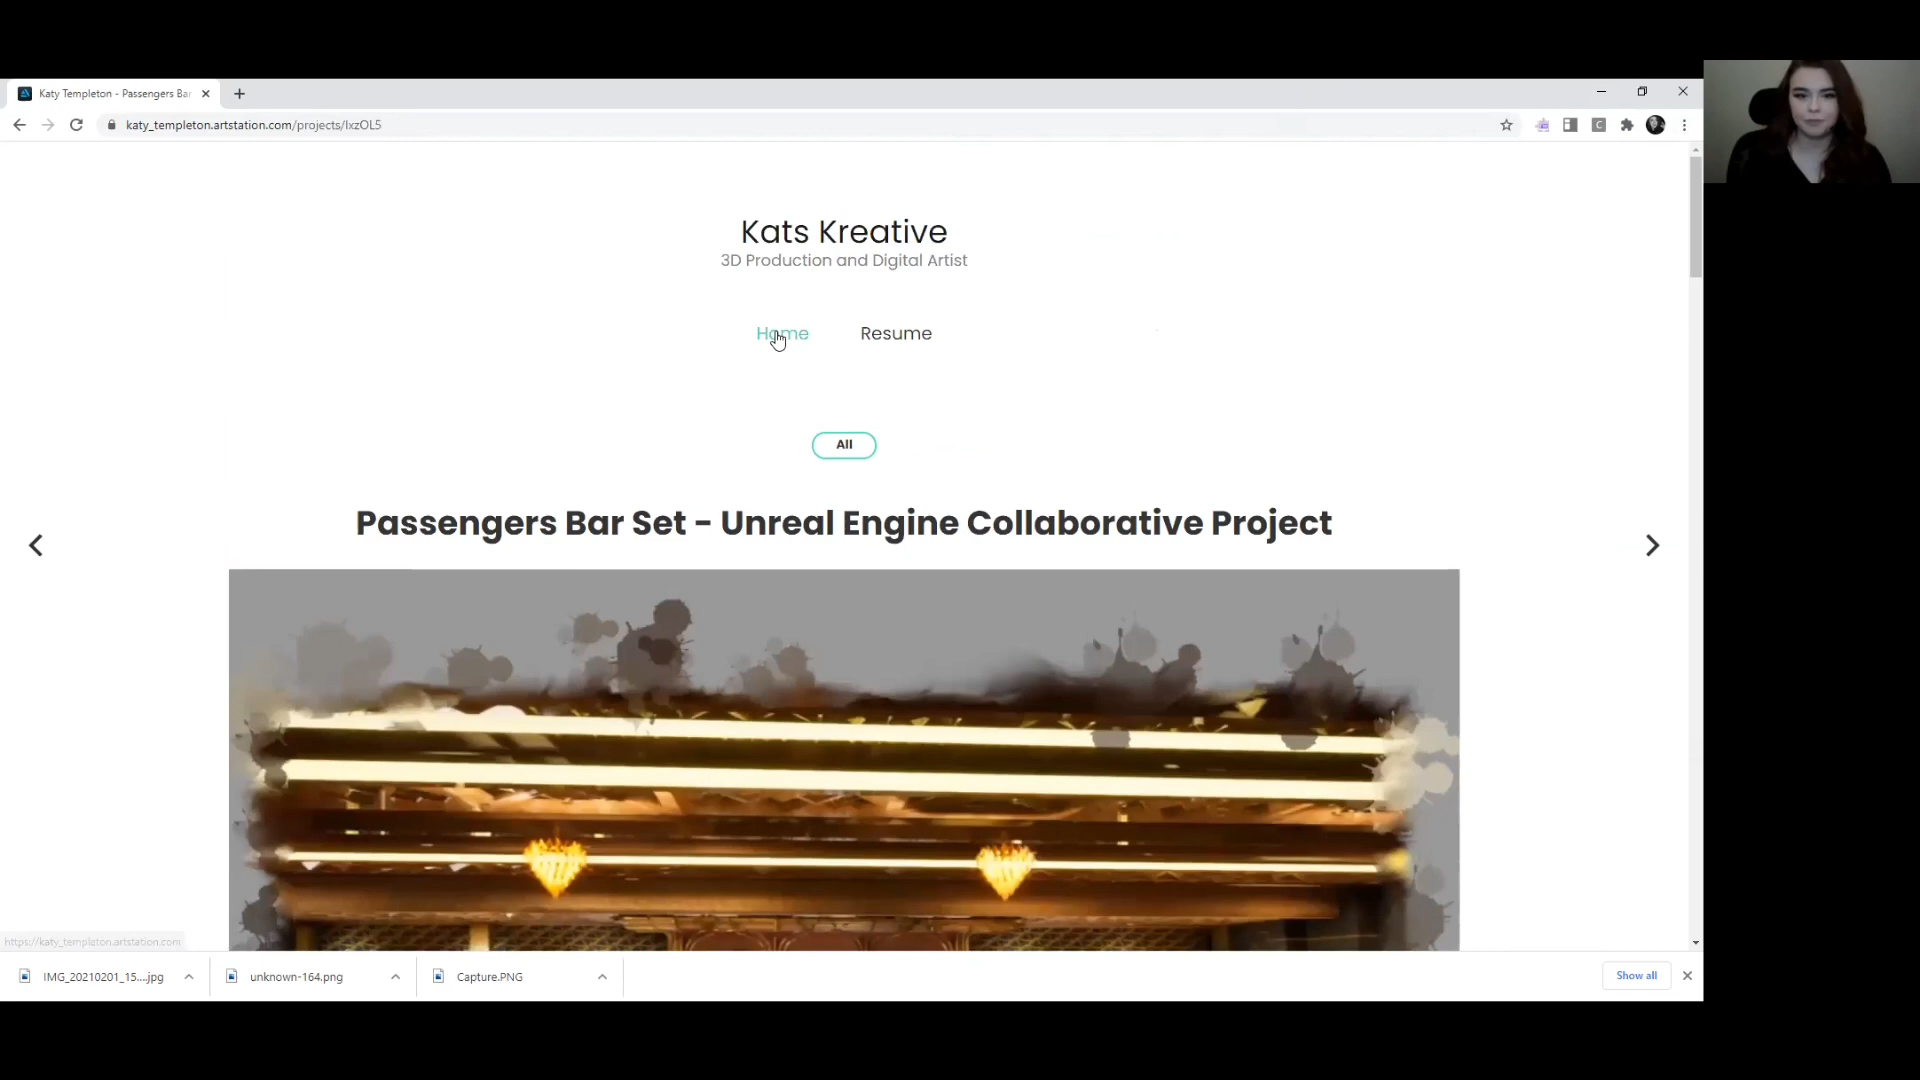 Katy Templeton - Passengers Bar
katy_templeton.artstation.com/projects/lxzOL5
Kats Kreative
3D Production and Digital Artist
Home Resume
All
Passengers Bar Set - Unreal Engine Collaborative Project
https://katy_templeton.artstation.com
IMG_20210201_15....jpg unknown-164.png Capture.PNG Show all